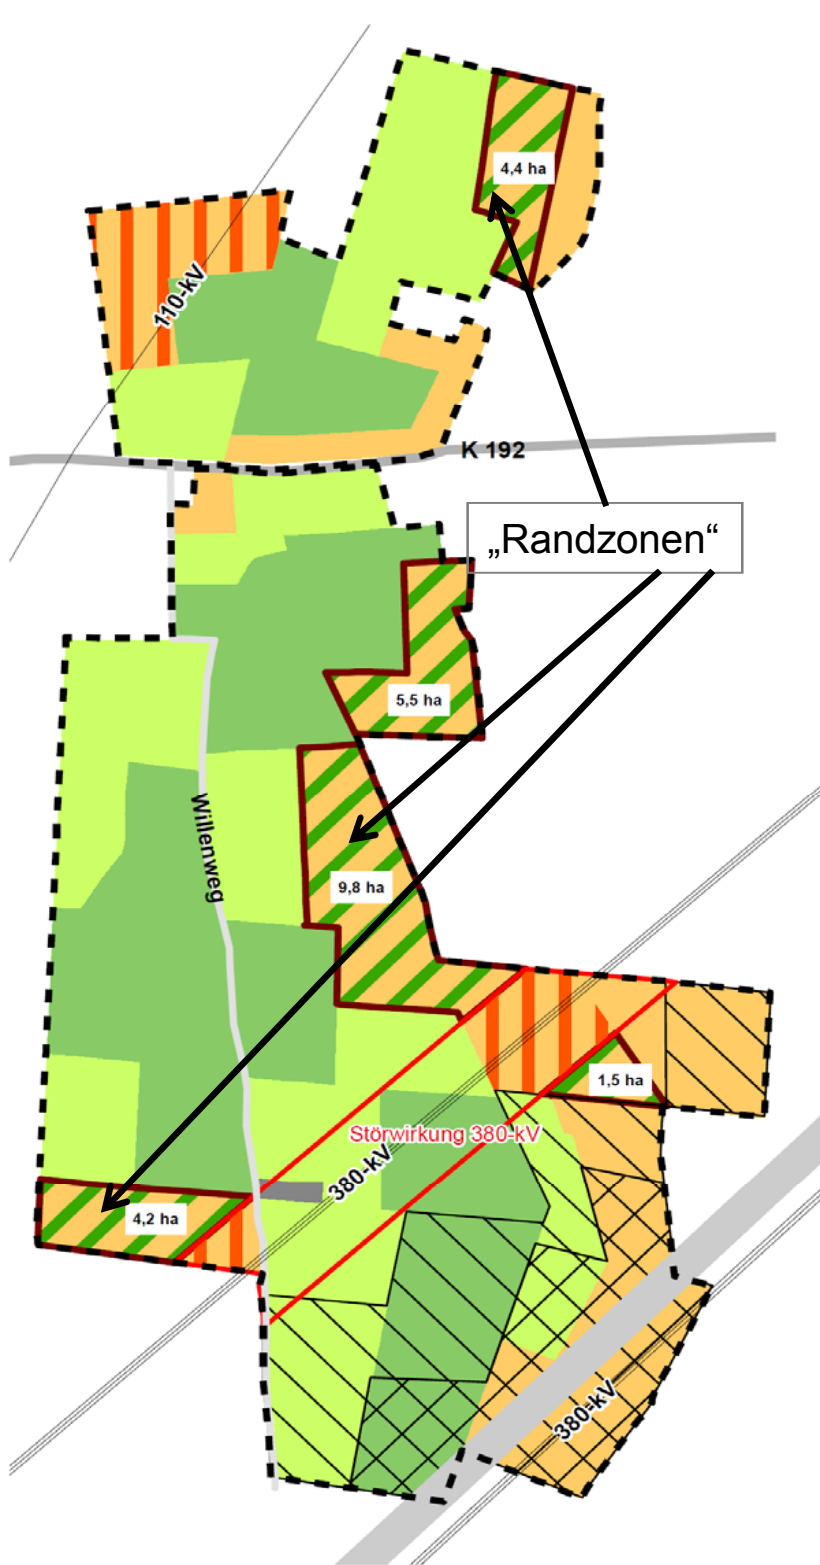 4,4 ha
110-kV
K 192
„Randzonen“
5,5 ha
Willenweg
9,8 ha
1,5 ha
Störwirkung 380-kV
380-kV
4,2 ha
380-kV